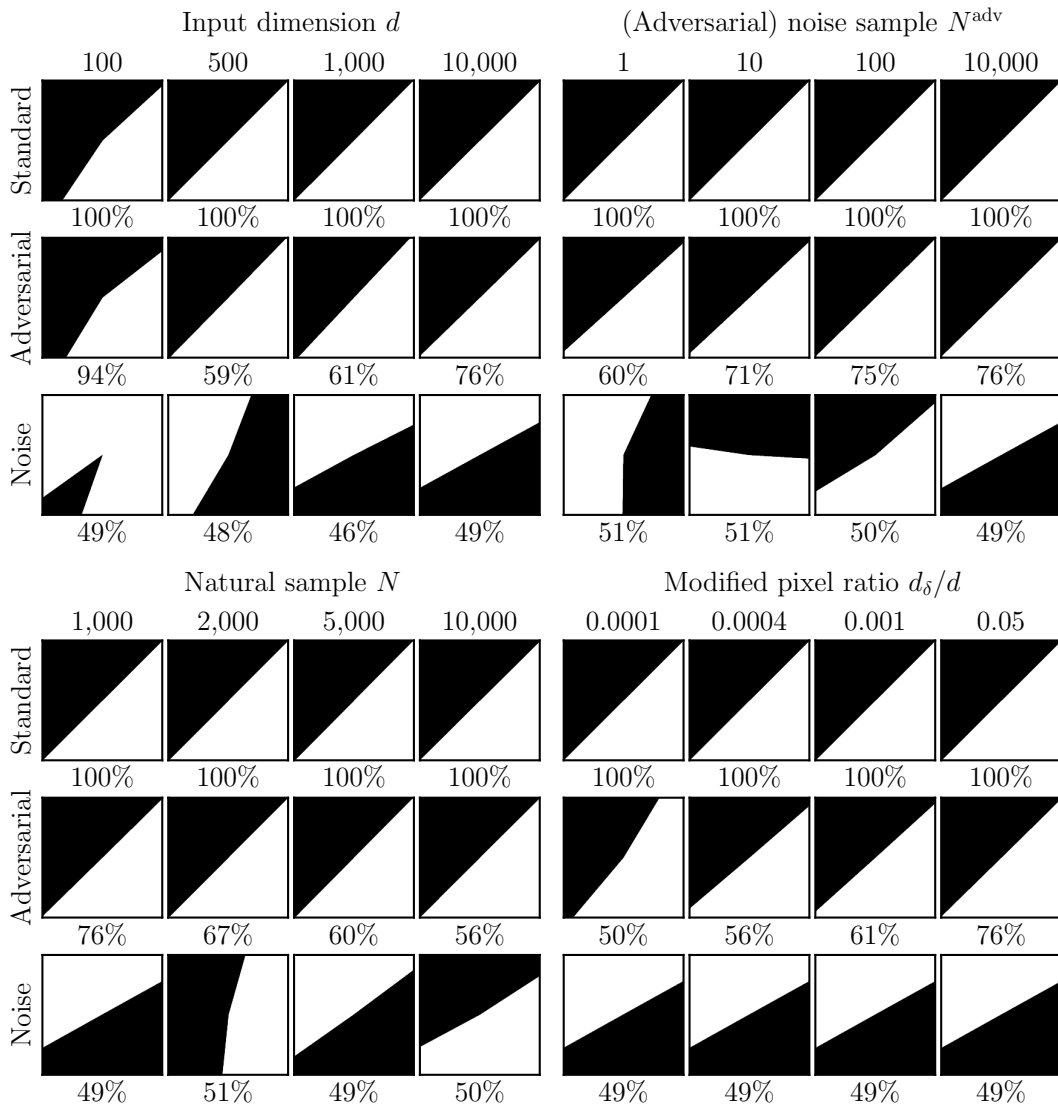 Input dimension d
100 500 1,000 10,000
Standard
100% 100% 100% 100%
Adversarial
94% 59% 61% 76%
Noise
49% 48% 46% 49%
(Adversarial) noise sample N^adv
1 10 100 10,000
100% 100% 100% 100%
60% 71% 75% 76%
51% 51% 50% 49%
Natural sample N
1,000 2,000 5,000 10,000
Standard
100% 100% 100% 100%
Adversarial
76% 67% 60% 56%
Noise
49% 51% 49% 50%
Modified pixel ratio d_δ/d
0.0001 0.0004 0.001 0.05
100% 100% 100% 100%
50% 56% 61% 76%
49% 49% 49% 49%